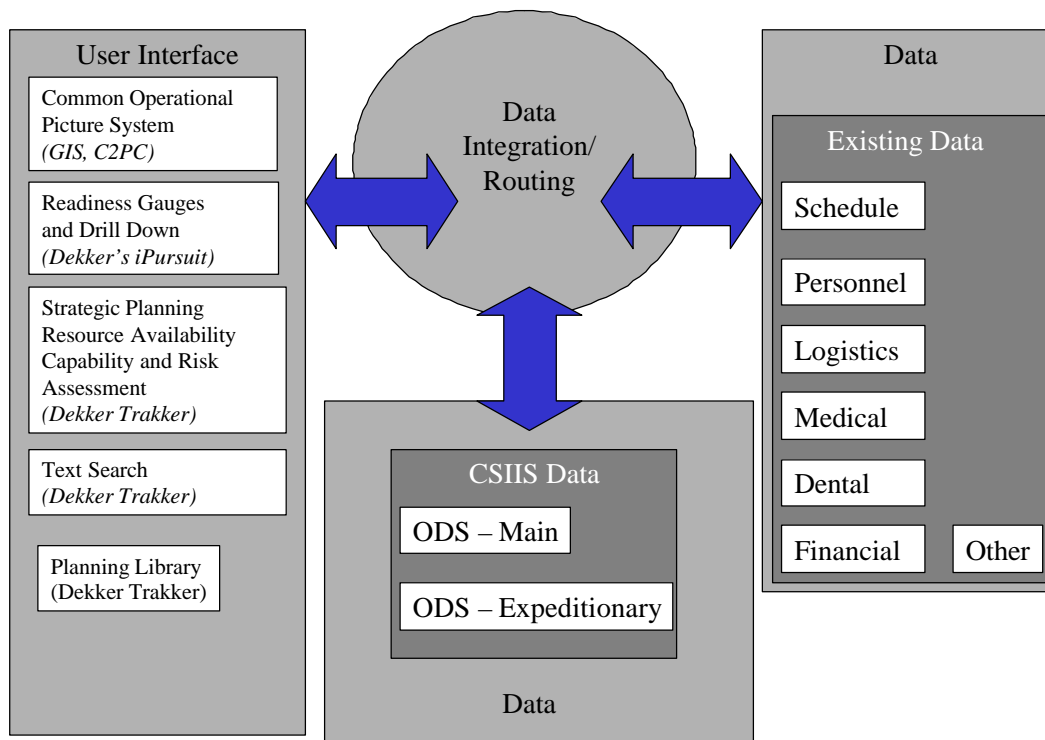 User Interface
Common Operational
Picture System
(GIS, C2PC)
Readiness Gauges
and Drill Down
(Dekker's iPursuit)
Strategic Planning
Resource Availability
Capability and Risk
Assessment
(Dekker Trakker)
Text Search
(Dekker Trakker)
Planning Library
(Dekker Trakker)
Data
Integration/
Routing
CSIIS Data
ODS – Main
ODS – Expeditionary
Data
Data
Existing Data
Schedule
Personnel
Logistics
Medical
Dental
Financial
Other